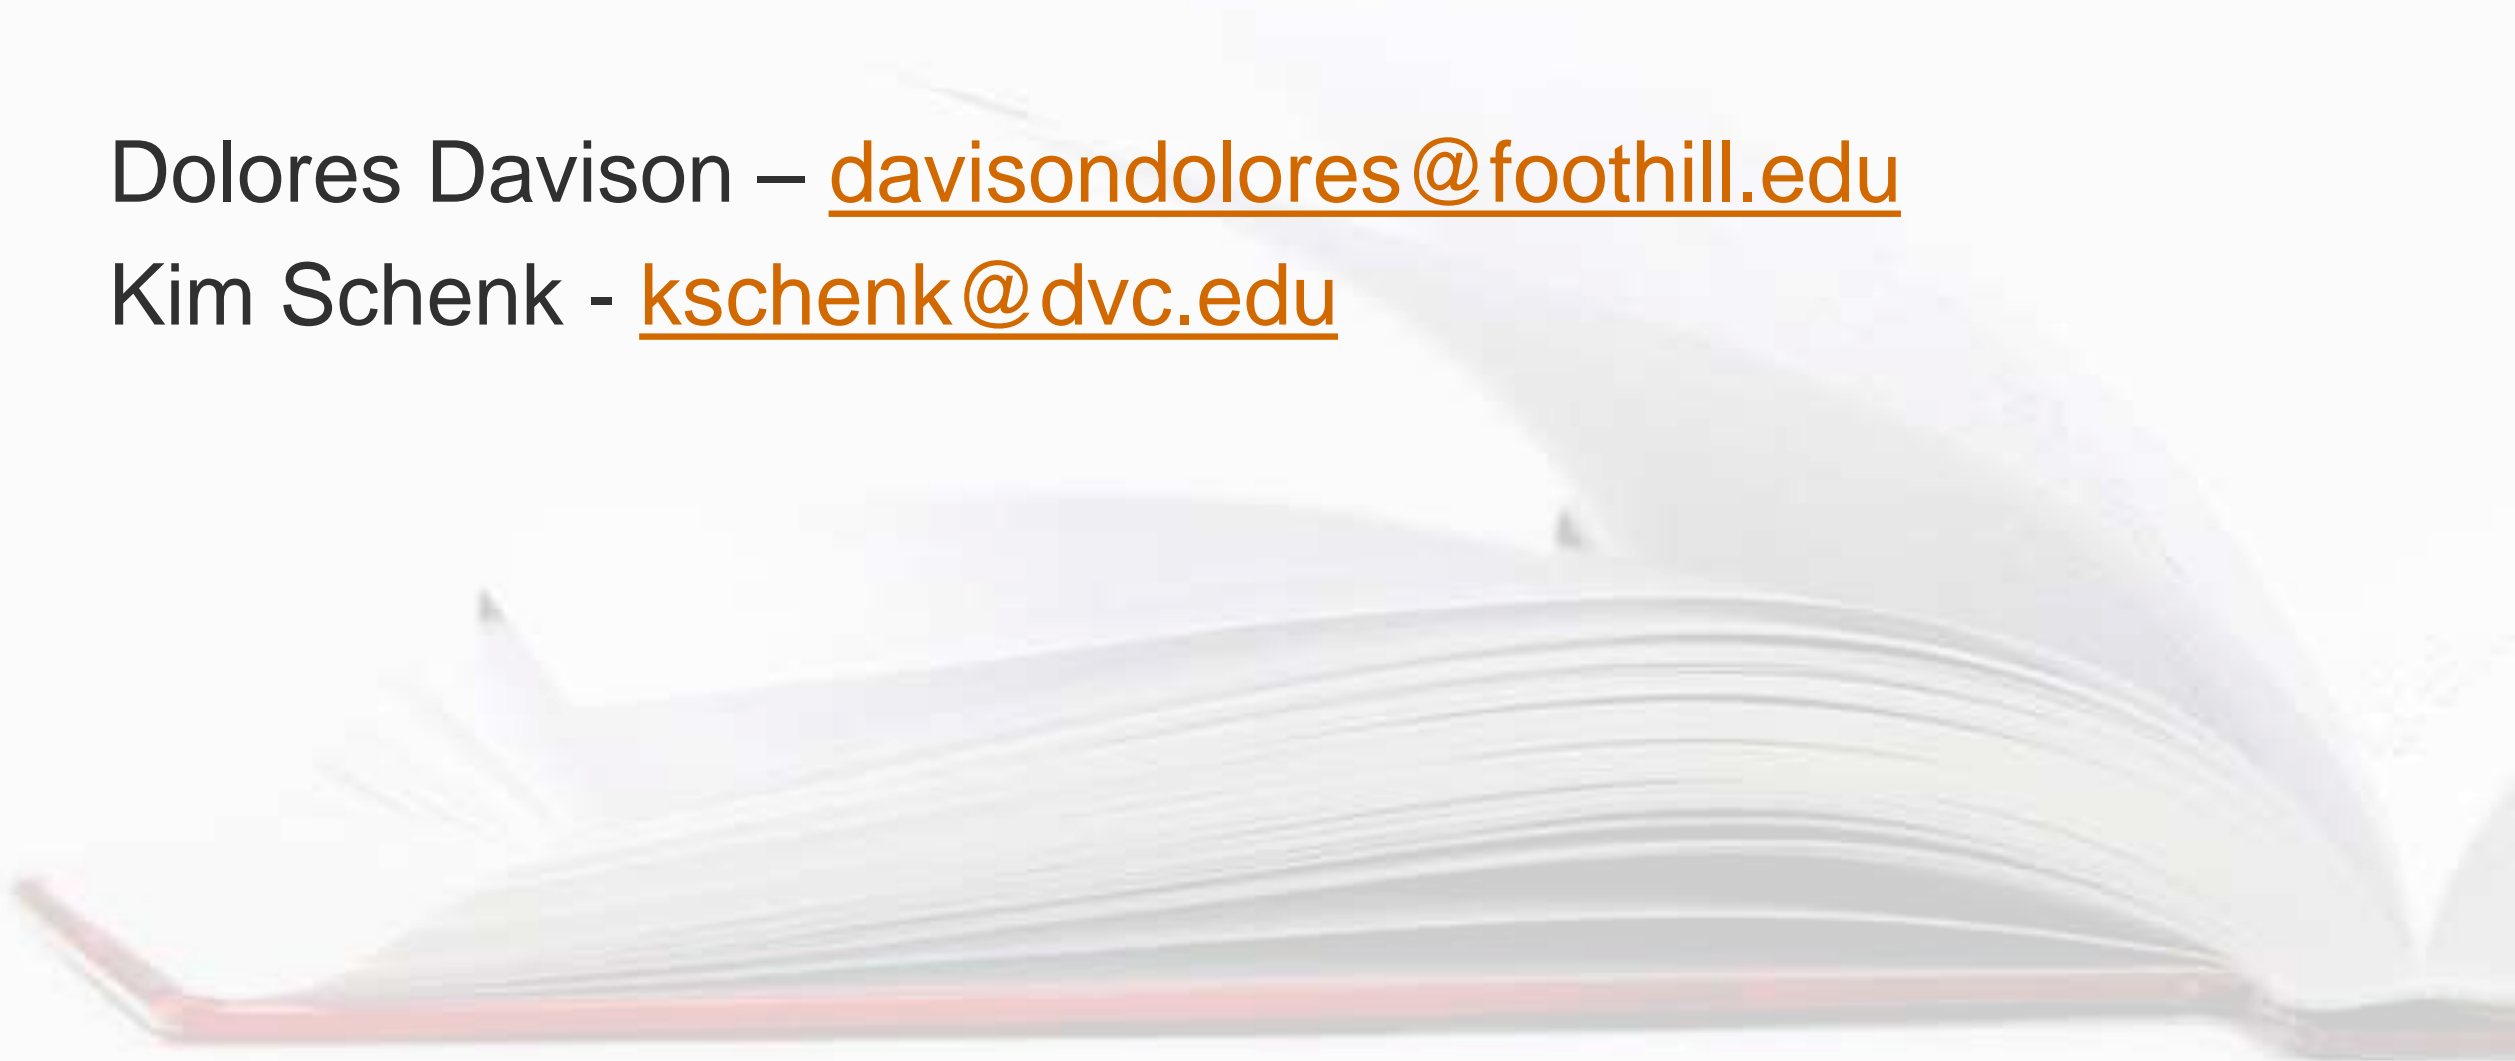 Dolores Davison – davisondolores@foothill.edu
Kim Schenk - kschenk@dvc.edu